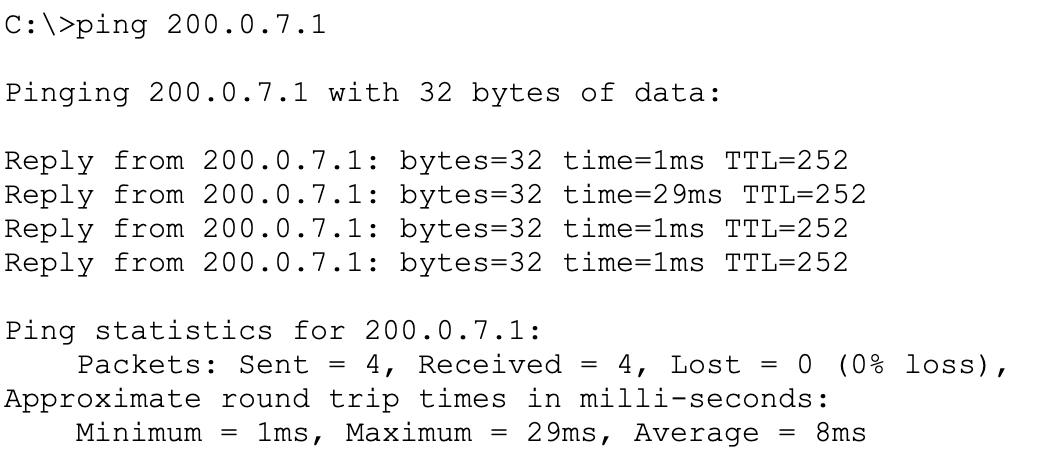 C:\>ping 200.0.7.1
Pinging 200.0.7.1 with 32 bytes of data:
Reply from 200.0.7.1: bytes=32 time=1ms TTL=252
Reply from 200.0.7.1: bytes=32 time=29ms TTL=252
Reply from 200.0.7.1: bytes=32 time=1ms TTL=252
Reply from 200.0.7.1: bytes=32 time=1ms TTL=252
Ping statistics for 200.0.7.1:
    Packets: Sent = 4, Received = 4, Lost = 0 (0% loss),
Approximate round trip times in milli-seconds:
    Minimum = 1ms, Maximum = 29ms, Average = 8ms